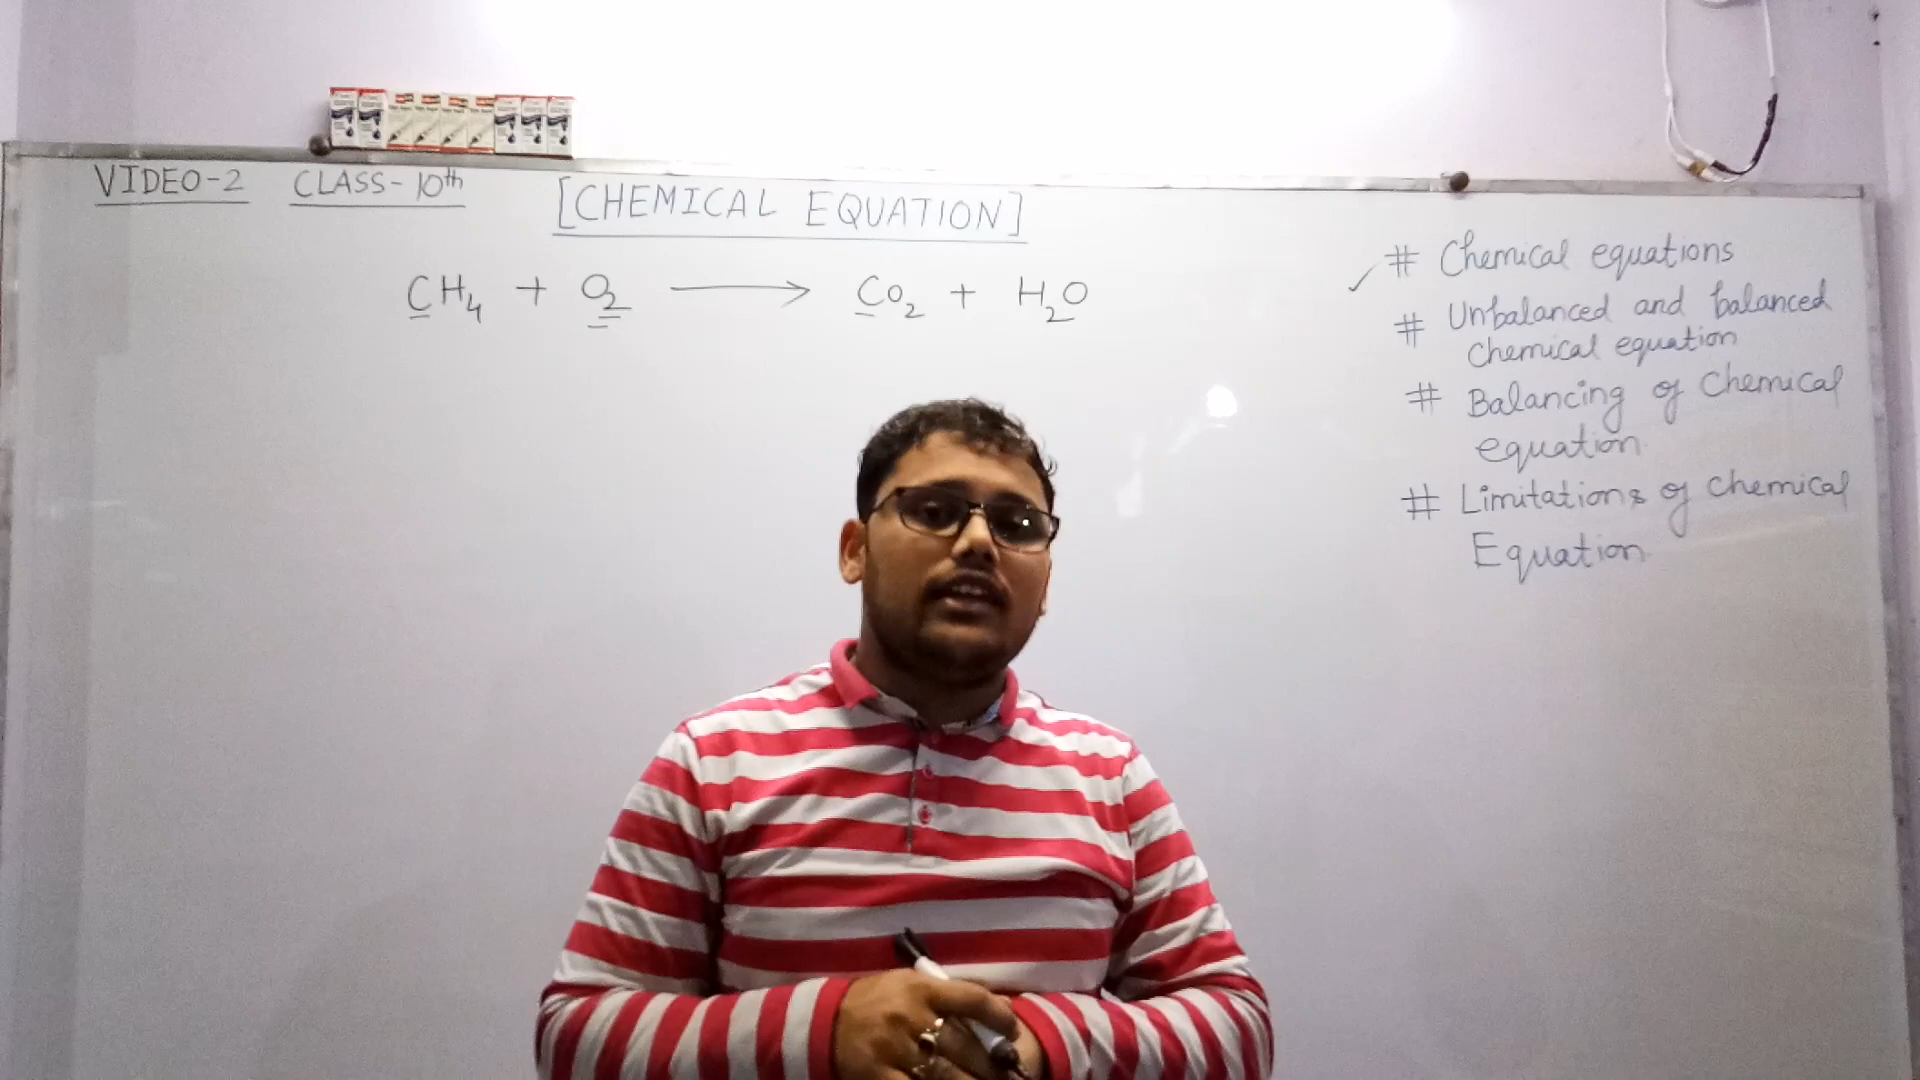 VIDEO-2 CLASS-10th [CHEMICAL EQUATION]
CH4 + O2 ⟶ CO2 + H2O
# Chemical equations
# Unbalanced and balanced
chemical equation
# Balancing of Chemical
equation.
# Limitations of chemical
Equation.